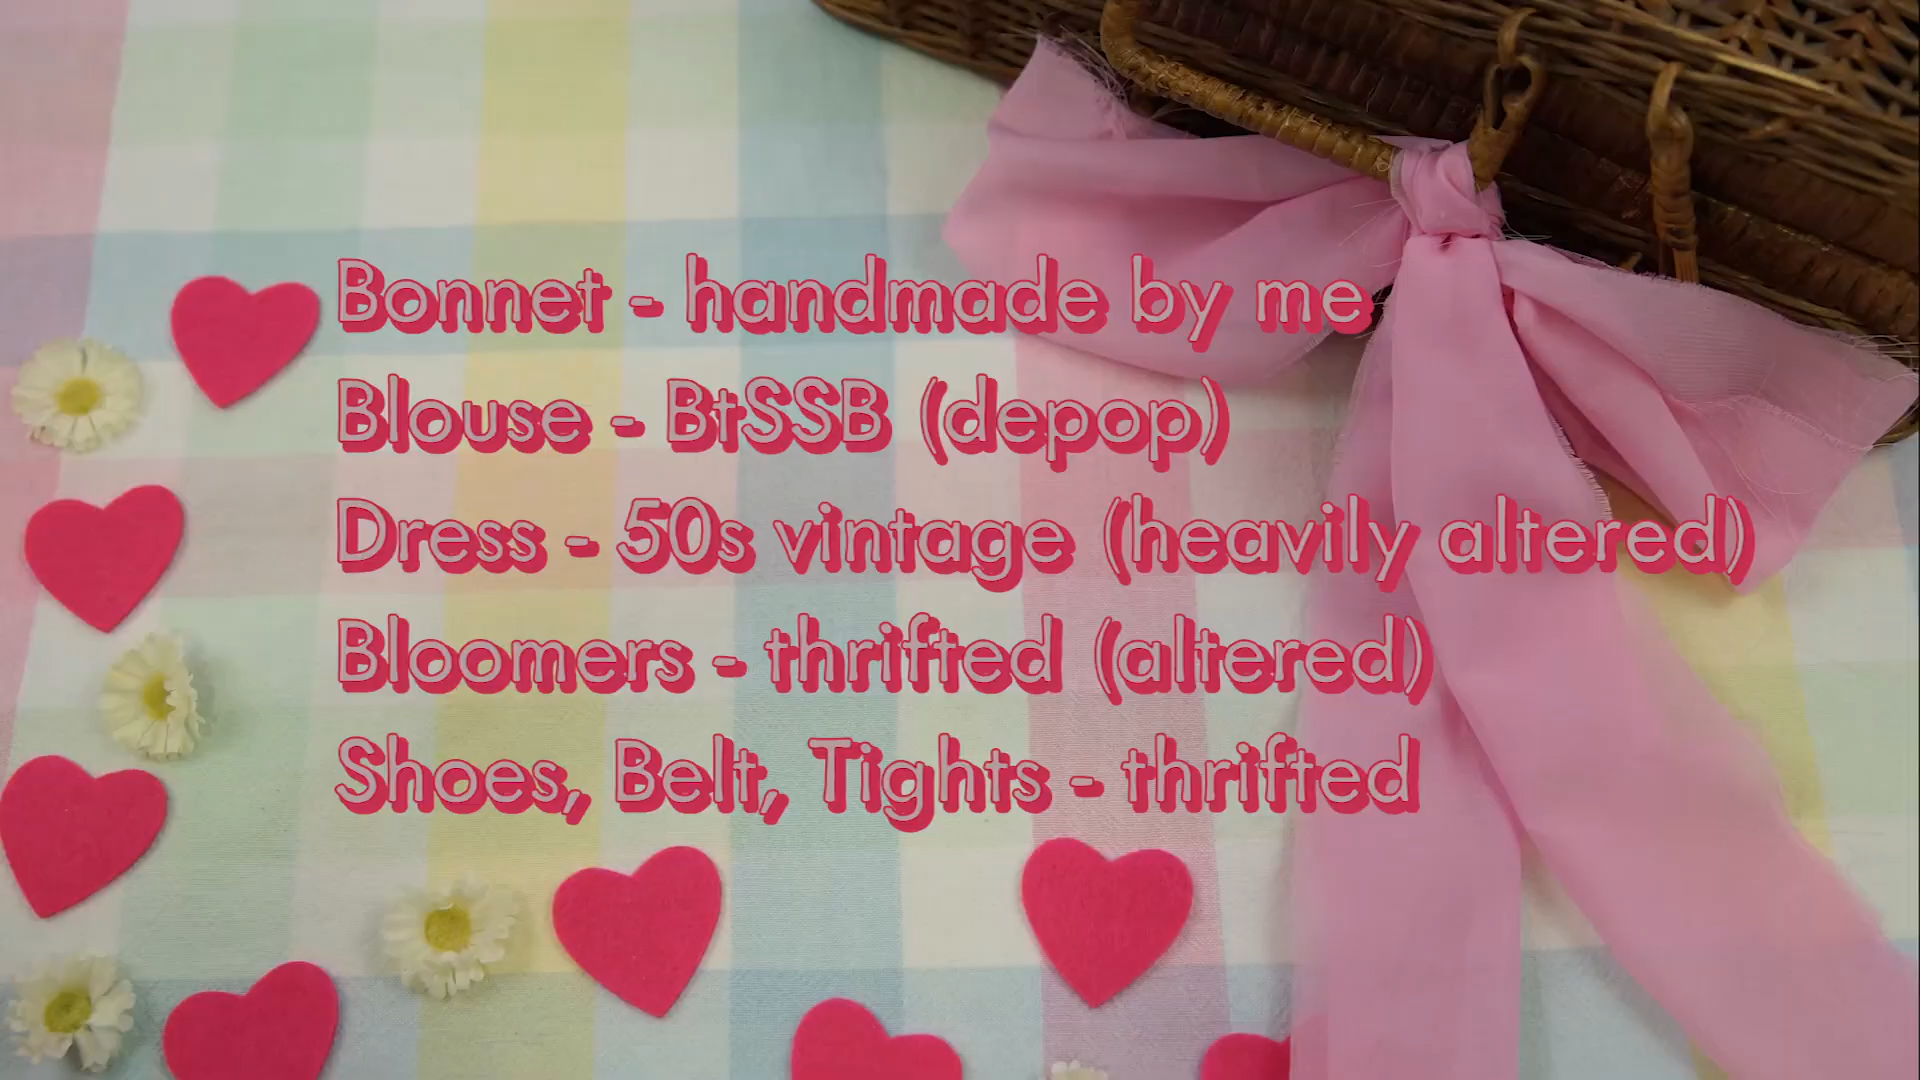 Bonnet - handmade by me
Blouse - BtSSB (depop)
Dress - 50s vintage (heavily altered)
Bloomers - thrifted (altered)
Shoes, Belt, Tights - thrifted